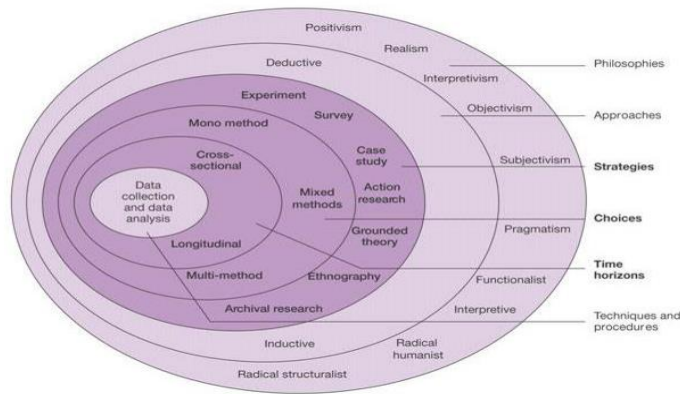 Positivism
Realism
Deductive
Philosophies
Interpretivism
Experiment
Objectivism
Survey
Approaches
Mono method
Case
study
Cross-
sectional
Subjectivism
Strategies
Data
collection
and data
analysis
Mixed
methods
Action
research
Choices
Grounded
theory
Pragmatism
Longitudinal
Multi-method
Ethnography
Time
horizons
Functionalist
Archival research
Interpretive
Techniques and
procedures
Inductive
Radical
humanist
Radical structuralist